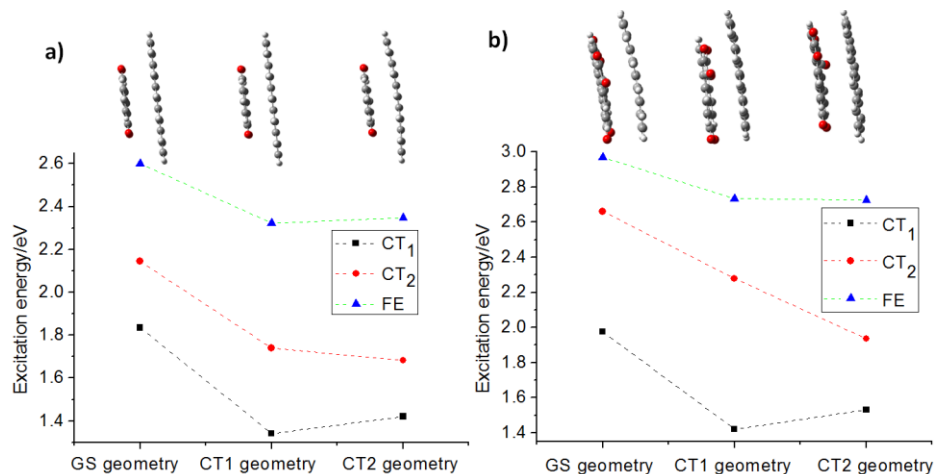 a)
Excitation energy/eV
2.6
2.4
2.2
2.0
1.8
1.6
1.4
CT1
CT2
FE
GS geometry CT1 geometry CT2 geometry
b)
Excitation energy/eV
3.0
2.8
2.6
2.4
2.2
2.0
1.8
1.6
1.4
CT1
CT2
FE
GS geometry CT1 geometry CT2 geometry